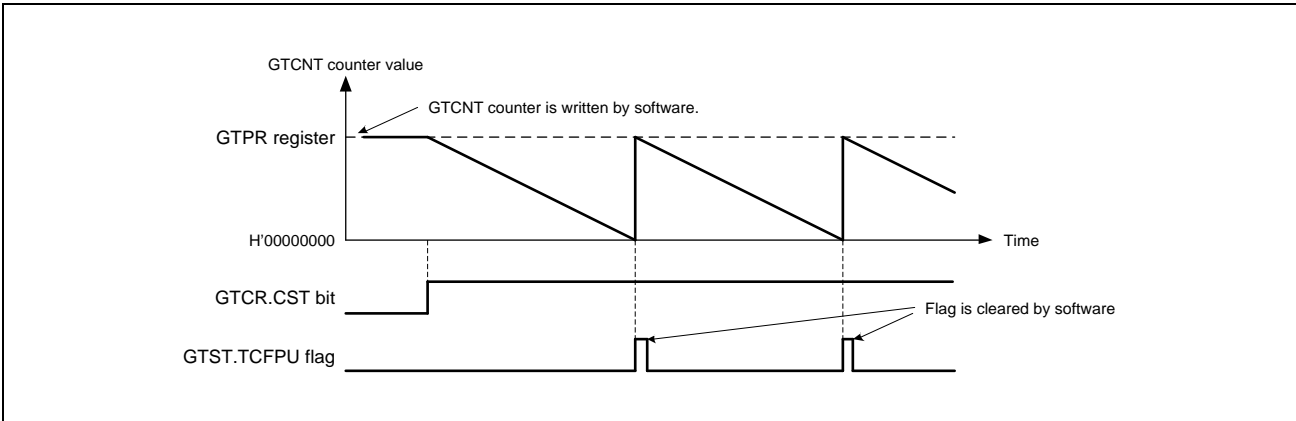 GTCNT counter value
GTCNT counter is written by software.
GTPR register
H'00000000
Time
GTCR.CST bit
Flag is cleared by software
GTST.TCFPU flag